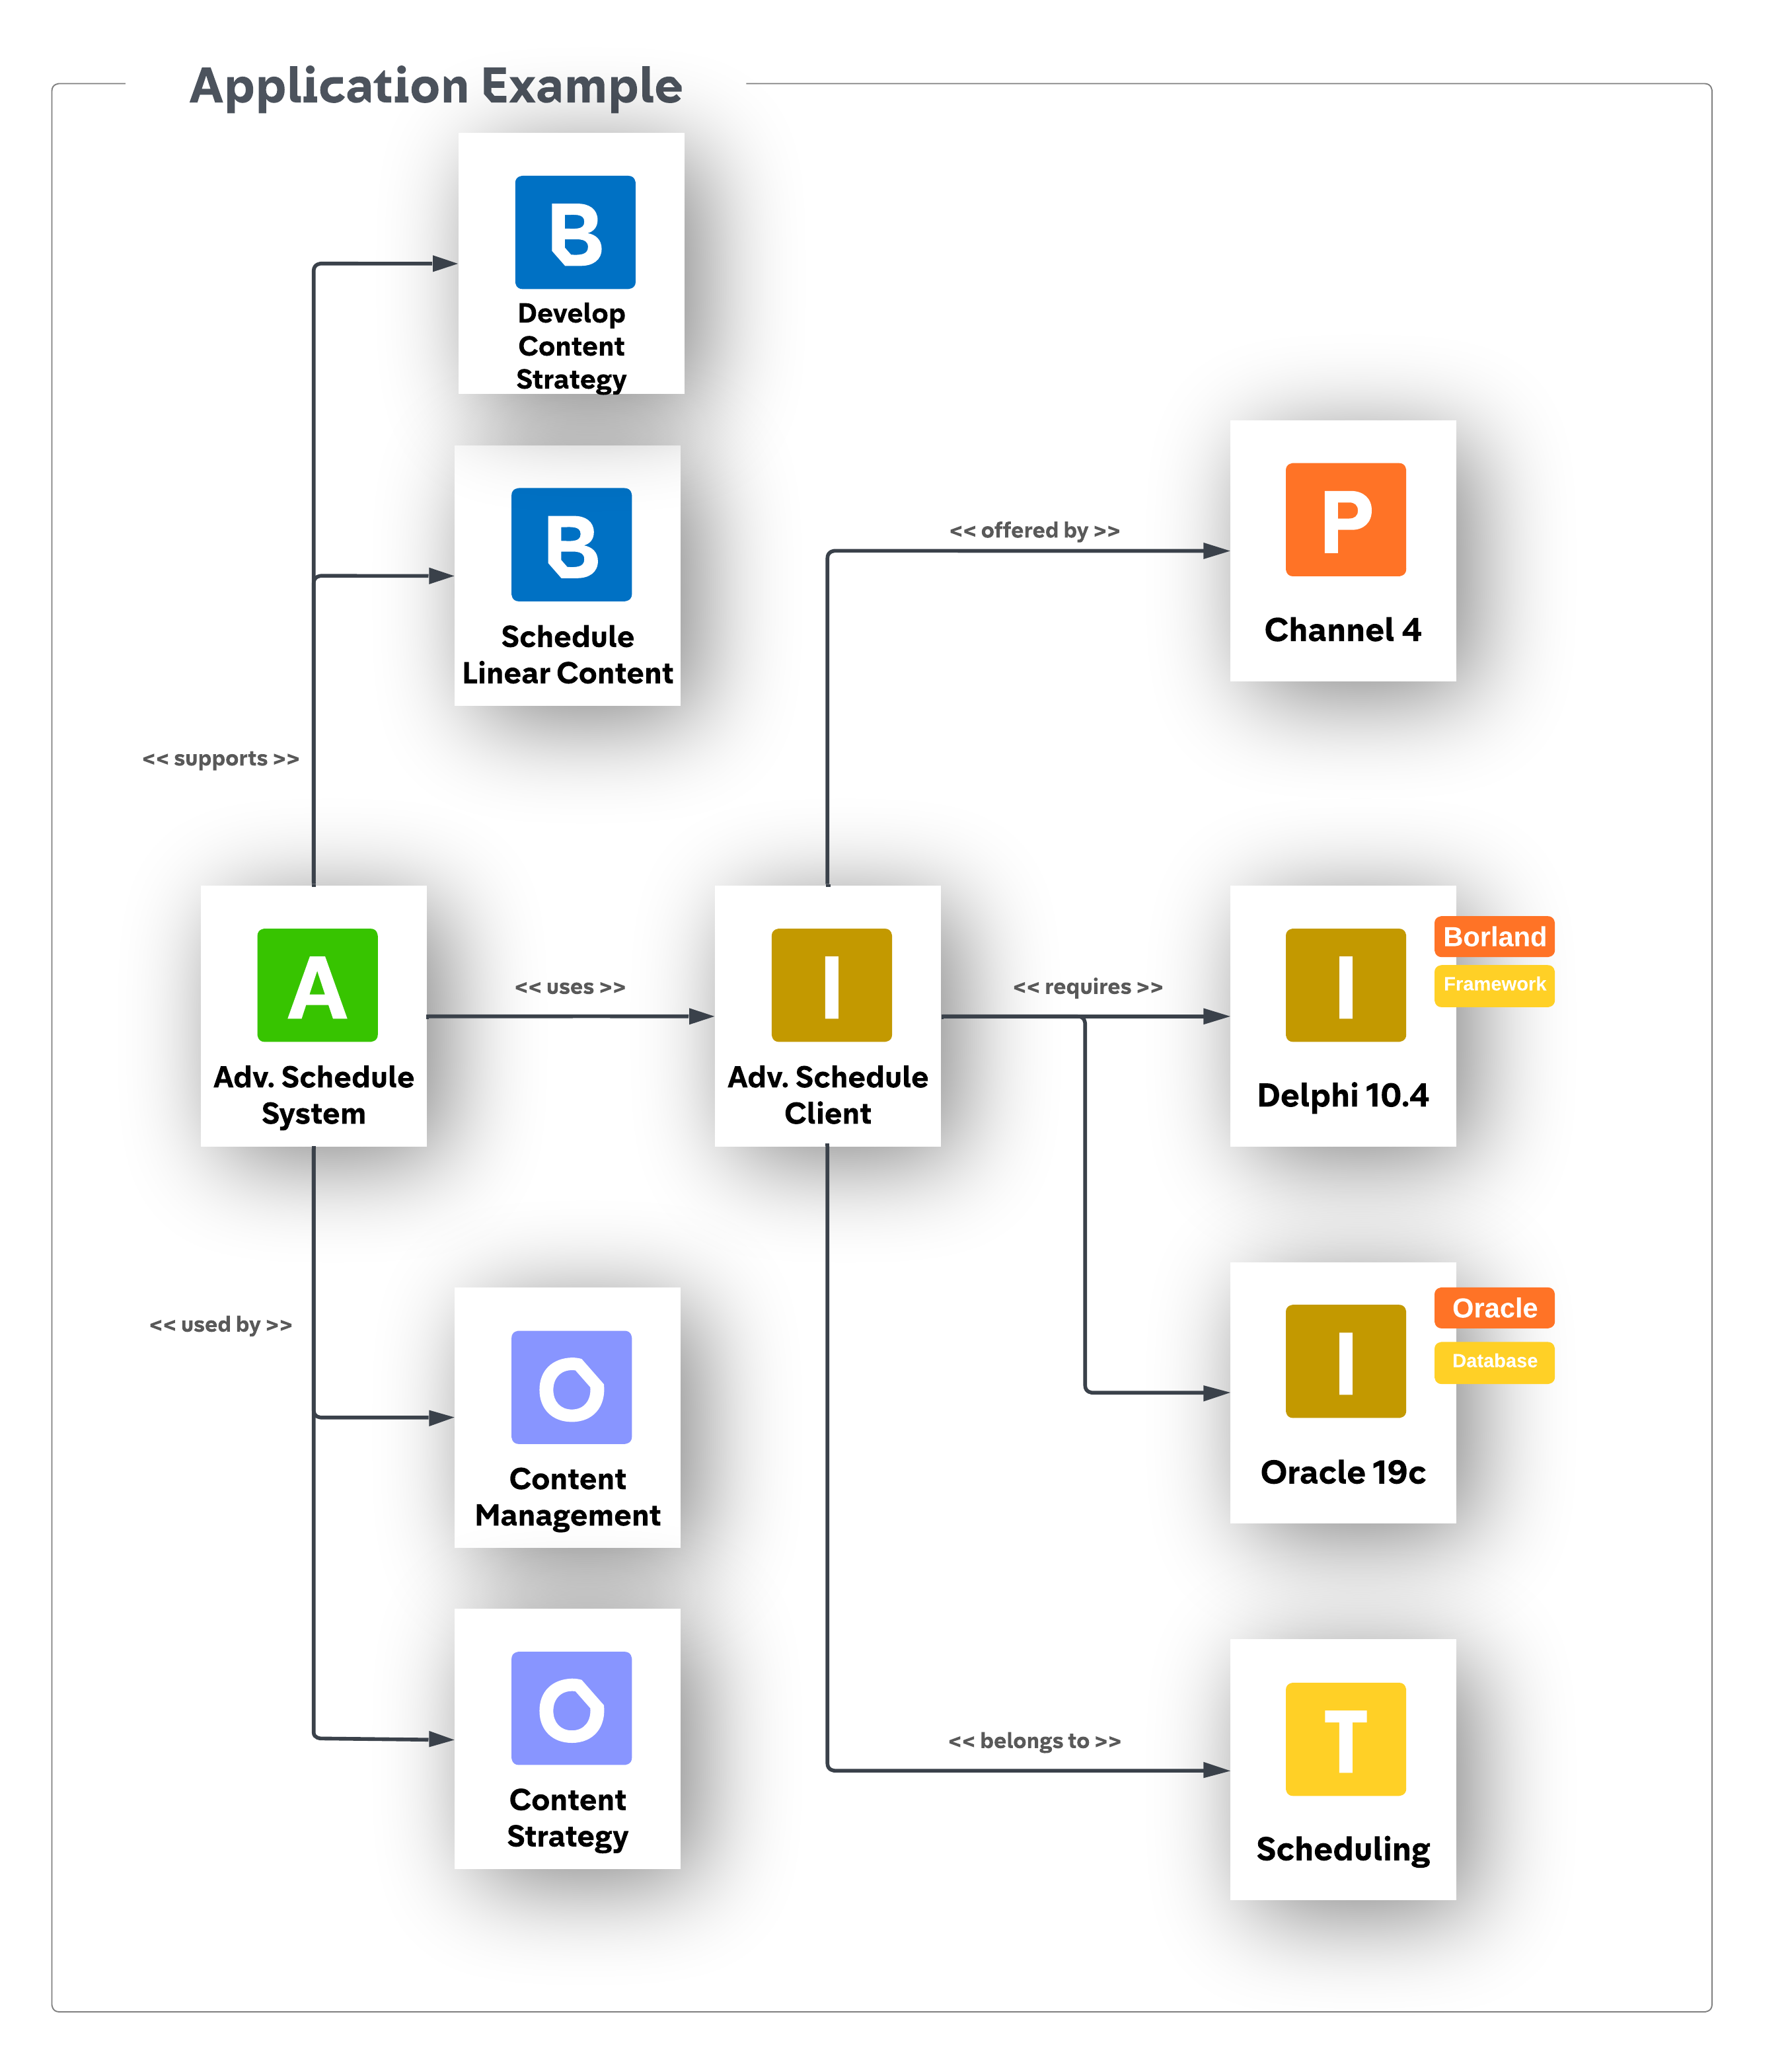 Application Example
B
Develop
Content
Strategy
B
Schedule
Linear Content
<< offered by >>
P
Channel 4
<< supports >>
A
Adv. Schedule
System
<< uses >>
I
Adv. Schedule
Client
<< requires >>
I
Delphi 10.4
Borland
Framework
<< used by >>
O
Content
Management
I
Oracle 19c
Oracle
Database
O
Content
Strategy
<< belongs to >>
T
Scheduling